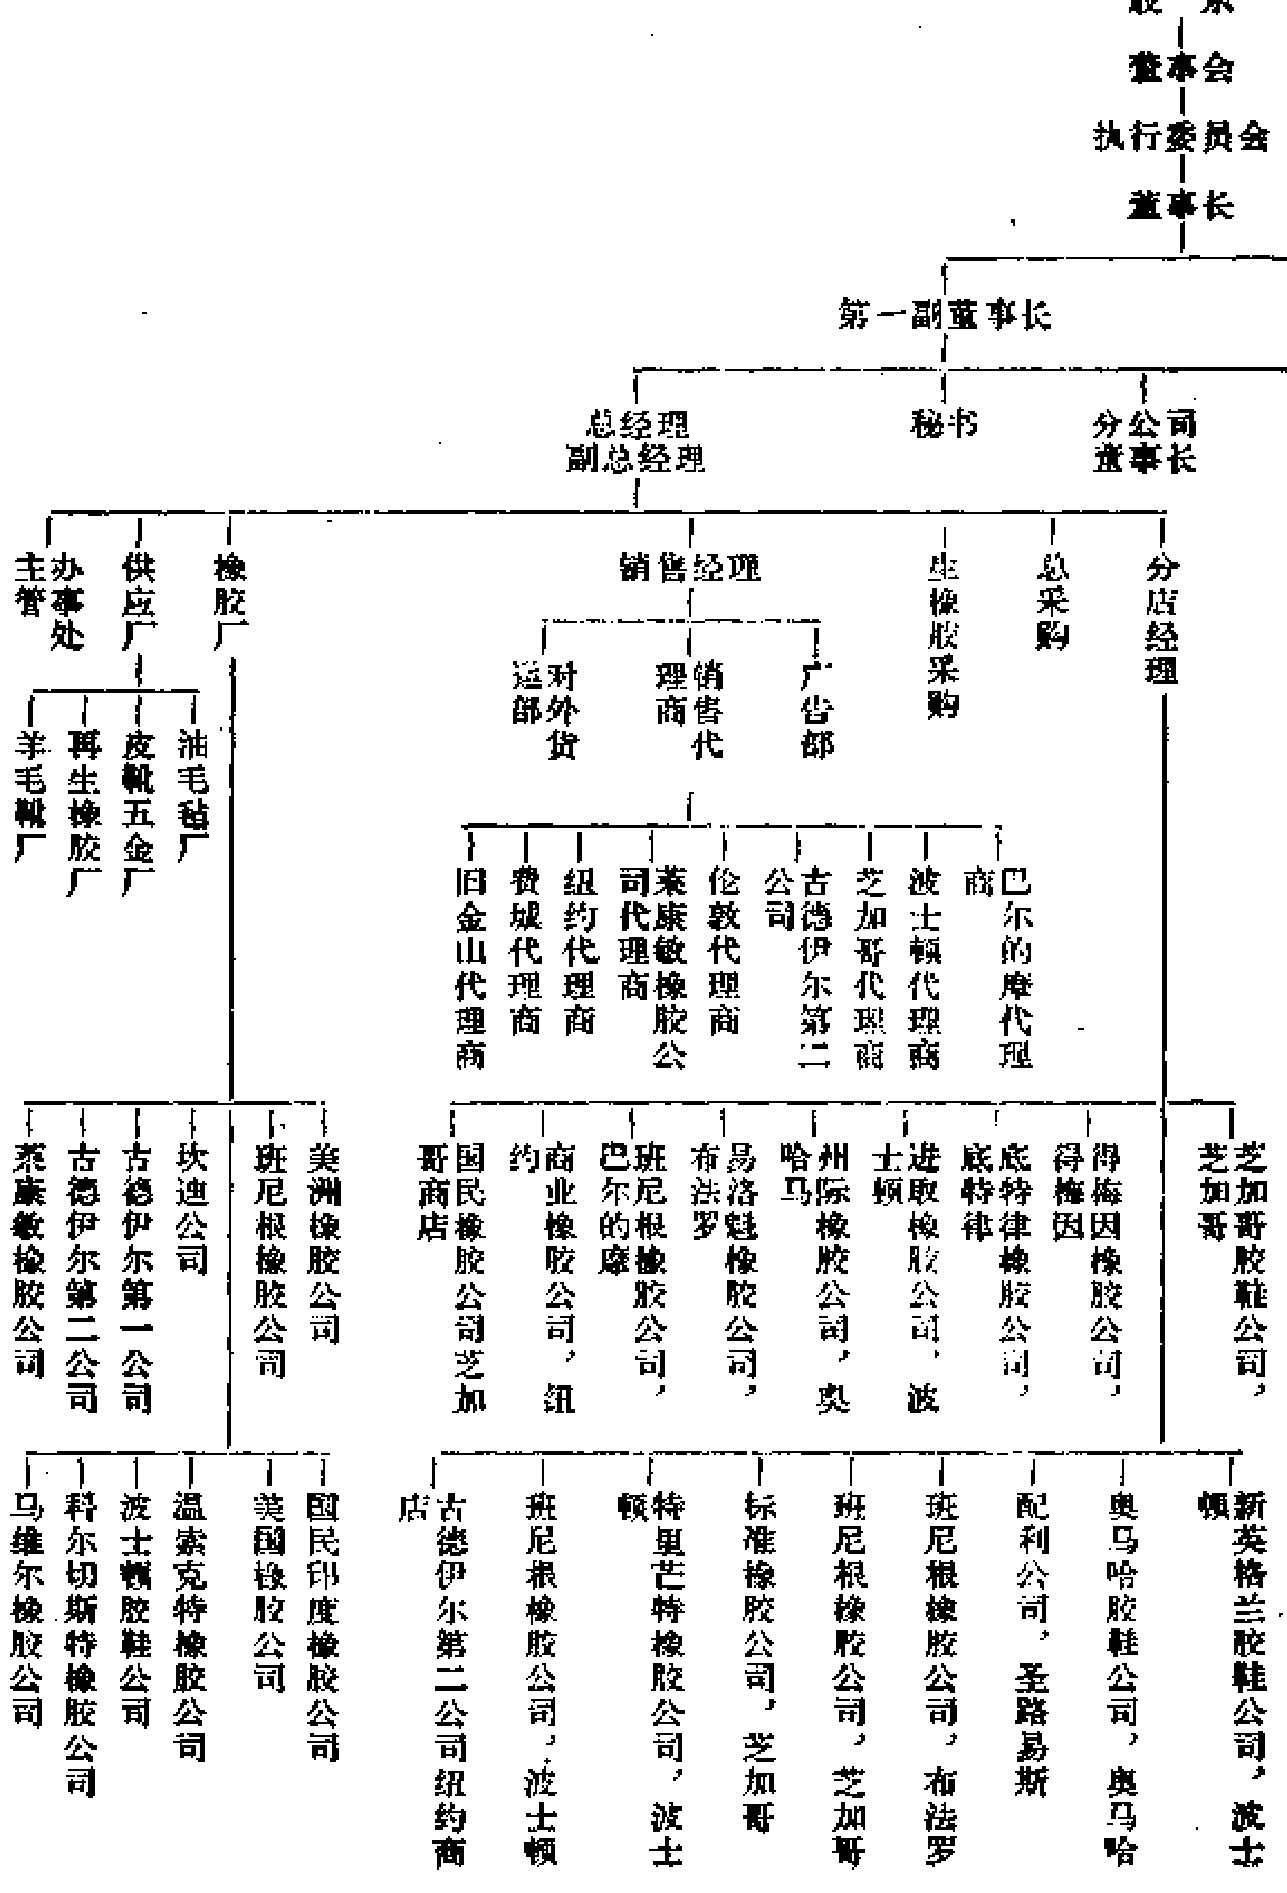 股 东
董事会
执行委员会
董事长
第一副董事长
总经理
副总经理
秘书
分公司
董事长
办事处
主管
供应厂
橡胶厂
销售经理
生橡胶采购
总采购
分店经理
对外货
运部
销售代
理商
广告部
羊毛靴厂
再生橡胶厂
皮靴五金厂
油毛毡厂
旧金山代理商
费城代理商
纽约代理商
莱康敏橡胶公
司代理商
伦敦代理商
古德伊尔第二
公司
芝加哥代理商
波士顿代理商
巴尔的摩代理
商
莱康敏橡胶公司
古德伊尔第二公司
古德伊尔第一公司
坎迪公司
班尼根橡胶公司
美洲橡胶公司
国民橡胶公司芝加
哥商店
商业橡胶公司，纽
约
班尼根橡胶公司，
巴尔的摩
易洛魁橡胶公司，
布法罗
州际橡胶公司，奥
哈马
进取橡胶公司，波
士顿
底特律橡胶公司，
底特律
得梅因橡胶公司，
得梅因
芝加哥胶鞋公司，
芝加哥
马维尔橡胶公司
科尔切斯特橡胶公司
波士顿胶鞋公司
温索克特橡胶公司
美国橡胶公司
国民印度橡胶公司
古德伊尔第二公司纽约商
店
班尼根橡胶公司，波士顿
特里芒特橡胶公司，波士
顿
标准橡胶公司，芝加哥
班尼根橡胶公司，芝加哥
班尼根橡胶公司，布法罗
配利公司，圣路易斯
奥马哈胶鞋公司，奥马哈
新英格兰胶鞋公司，波士
顿